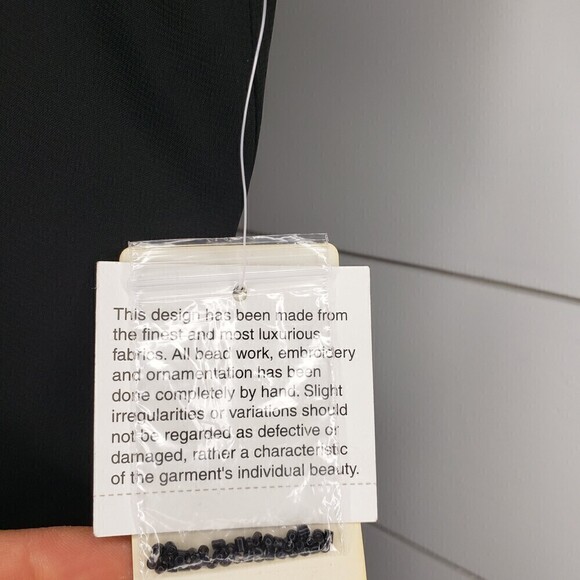 This design has been made from
the finest and most luxurious
fabrics. All bead work, embroidery
and ornamentation has been
done completely by hand. Slight
irregularities or variations should
not be regarded as defective or
damaged, rather a characteristic
of the garment's individual beauty.